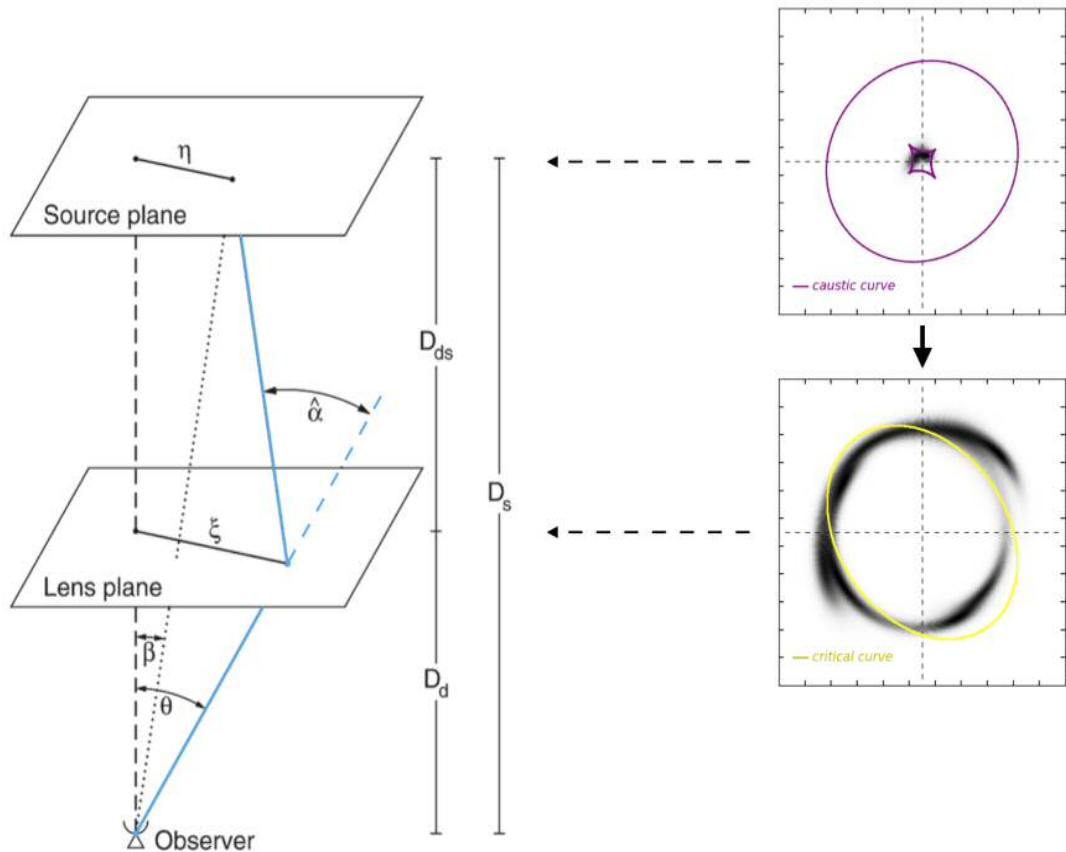 η
Source plane
D_ds
α̂
D_s
ξ
Lens plane
β
θ
D_d
Observer
caustic curve
critical curve